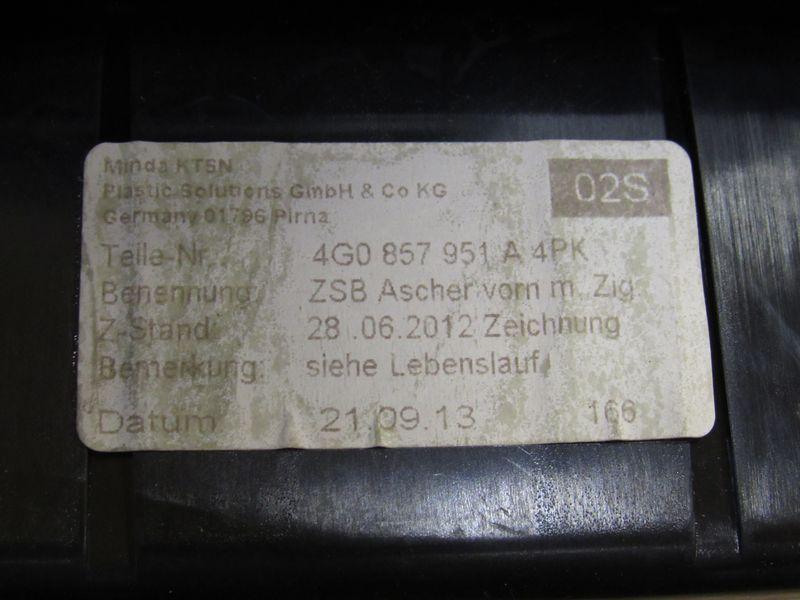 Minda KTSN
Plastic Solutions GmbH & Co KG
Germany 01796 Pirna
02S
Teile-Nr.: 4G0 857 951 A 4PK
Benennung: ZSB Ascher vorn m. Zig
Z-Stand: 28 .06.2012 Zeichnung
Bemerkung: siehe Lebenslauf
Datum 21.09.13 166